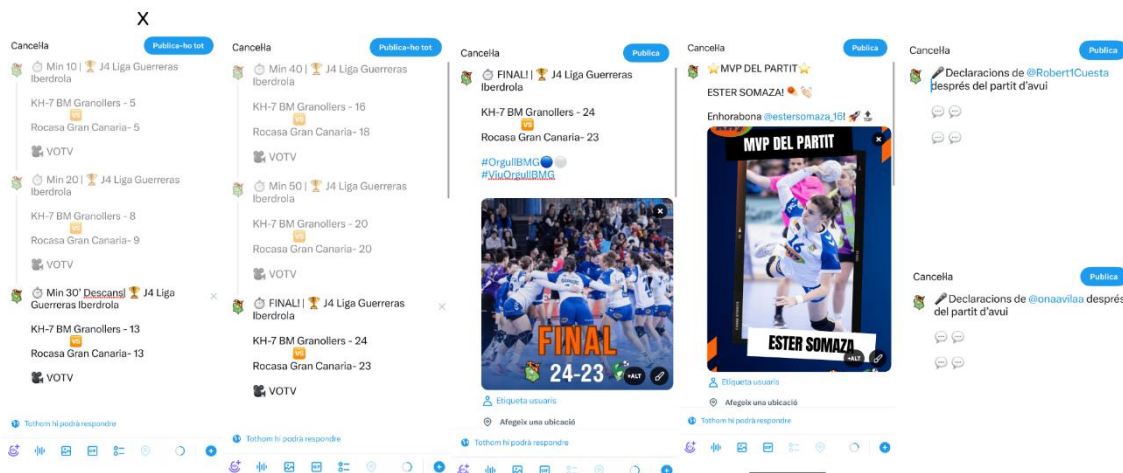 X
Cancel·la
Publica-ho tot
⏱ Min 10 | 🏆 J4 Liga Guerreras
Iberdrola
KH-7 BM Granollers - 5
VS
Rocasa Gran Canaria- 5
🎥 VOTV
⏱ Min 20 | 🏆 J4 Liga Guerreras
Iberdrola
KH-7 BM Granollers - 8
VS
Rocasa Gran Canaria- 9
🎥 VOTV
⏱ Min 30' Descans| 🏆 J4 Liga
Guerreras Iberdrola
KH-7 BM Granollers - 13
VS
Rocasa Gran Canaria- 13
🎥 VOTV
Tothom hi podrà respondre
GIF
Cancel·la
Publica-ho tot
⏱ Min 40 | 🏆 J4 Liga Guerreras
Iberdrola
KH-7 BM Granollers - 16
VS
Rocasa Gran Canaria- 18
🎥 VOTV
⏱ Min 50 | 🏆 J4 Liga Guerreras
Iberdrola
KH-7 BM Granollers - 20
VS
Rocasa Gran Canaria- 20
🎥 VOTV
⏱ FINAL! | 🏆 J4 Liga Guerreras
Iberdrola
KH-7 BM Granollers - 24
VS
Rocasa Gran Canaria- 23
🎥 VOTV
Tothom hi podrà respondre
GIF
Cancel·la
Publica
⏱ FINAL! | 🏆 J4 Liga Guerreras
Iberdrola
KH-7 BM Granollers - 24
VS
Rocasa Gran Canaria- 23
#OrgullBMG🔵⚪
#ViuOrgullBMG
FINAL
24-23
+ALT
Etiqueta usuaris
Afegeix una ubicació
Tothom hi podrà respondre
GIF
Cancel·la
Publica
⭐MVP DEL PARTIT⭐
ESTER SOMAZA! 
Enhorabona @estersomaza_16! 🚀
KH7
MVP DEL PARTIT
16
ESTER SOMAZA
+ALT
Etiqueta usuaris
Afegeix una ubicació
Tothom hi podrà respondre
GIF
Cancel·la
Publica
🎤Declaracions de @Robert1Cuesta
després del partit d'avui
💬 💬
💬 💬
Cancel·la
Publica
🎤Declaracions de @onaavilaa després
del partit d'avui
💬 💬
💬 💬